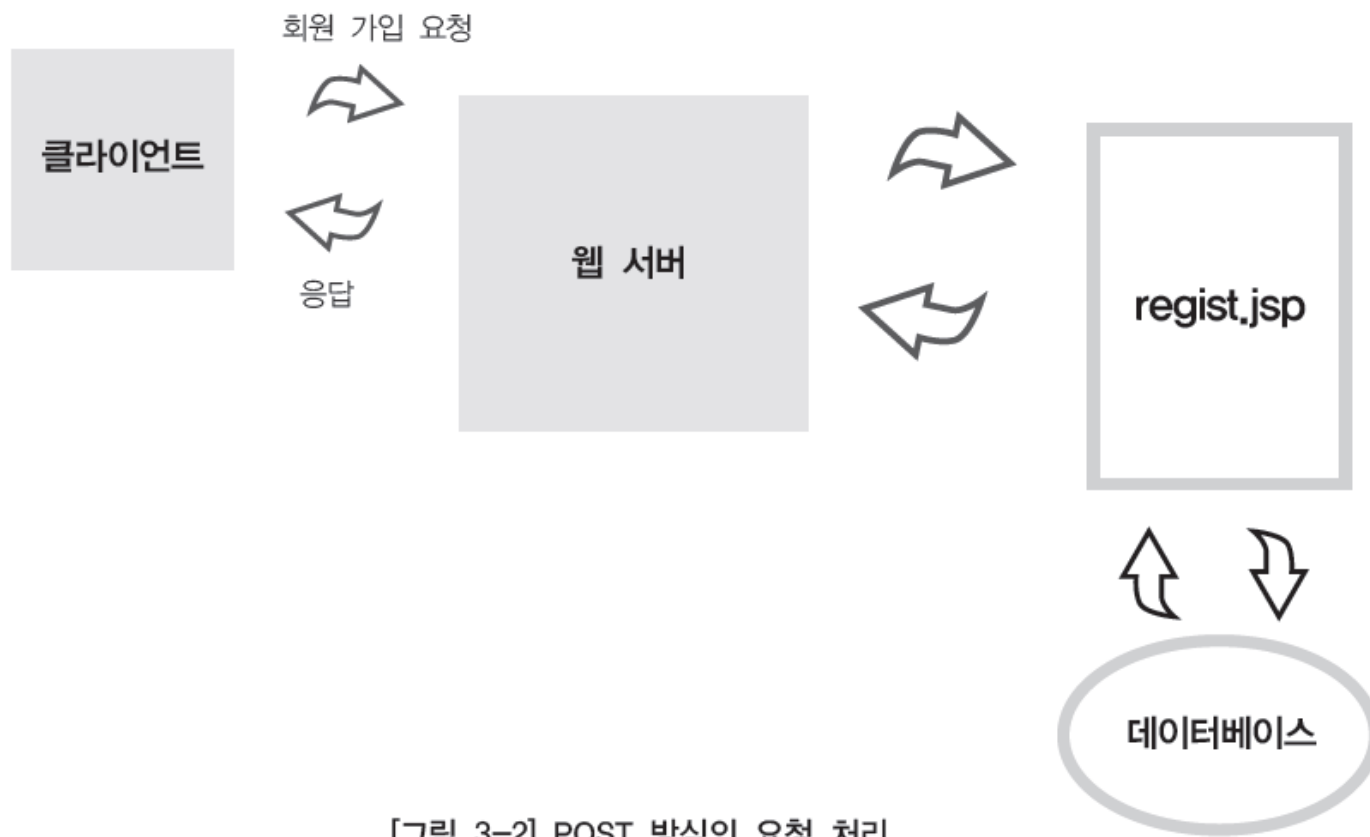 회원 가입 요청
클라이언트
응답
웹 서버
regist.jsp
데이터베이스
[그림 3-2] POST 방식의 요청 처리